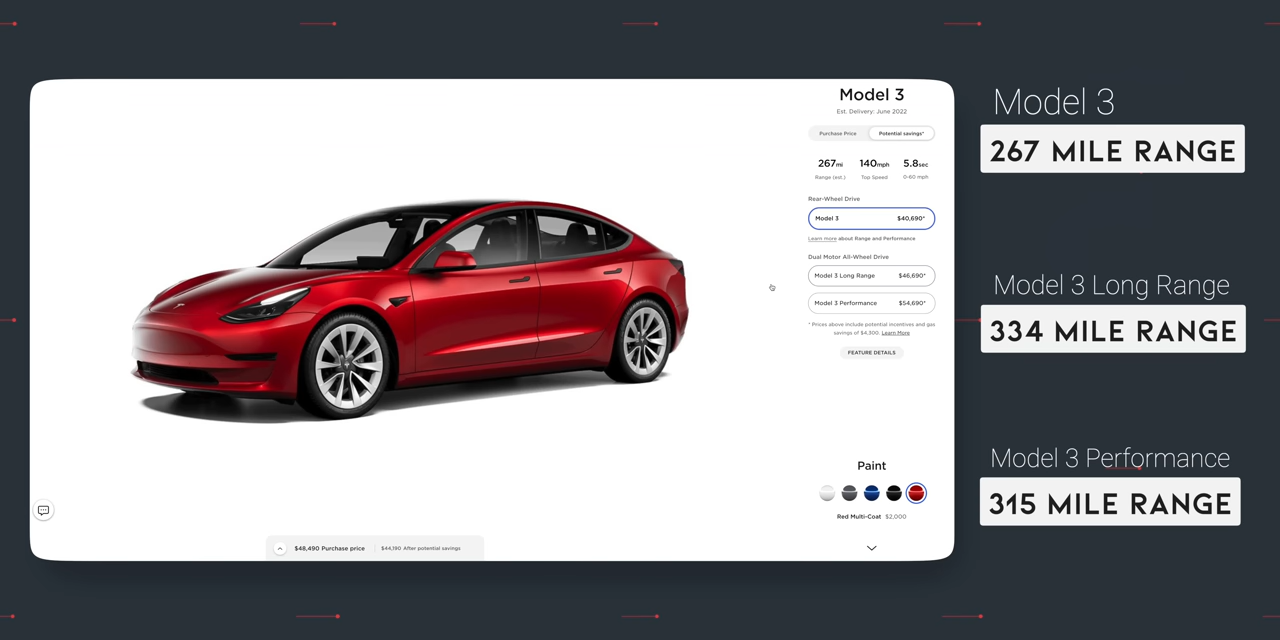 Model 3
Est. Delivery: June 2022
Purchase Price Potential savings*
267mi 140mph 5.8sec
Range (est.) Top Speed 0-60 mph
Rear-Wheel Drive
Model 3 $40,690*
Learn more about Range and Performance
Dual Motor All-Wheel Drive
Model 3 Long Range $46,690*
Model 3 Performance $54,690*
* Prices above include potential incentives and gas
savings of $4,300. Learn More
FEATURE DETAILS
Paint
Red Multi-Coat $2,000
$48,490 Purchase price $44,190 After potential savings
Model 3
267 MILE RANGE
Model 3 Long Range
334 MILE RANGE
Model 3 Performance
315 MILE RANGE